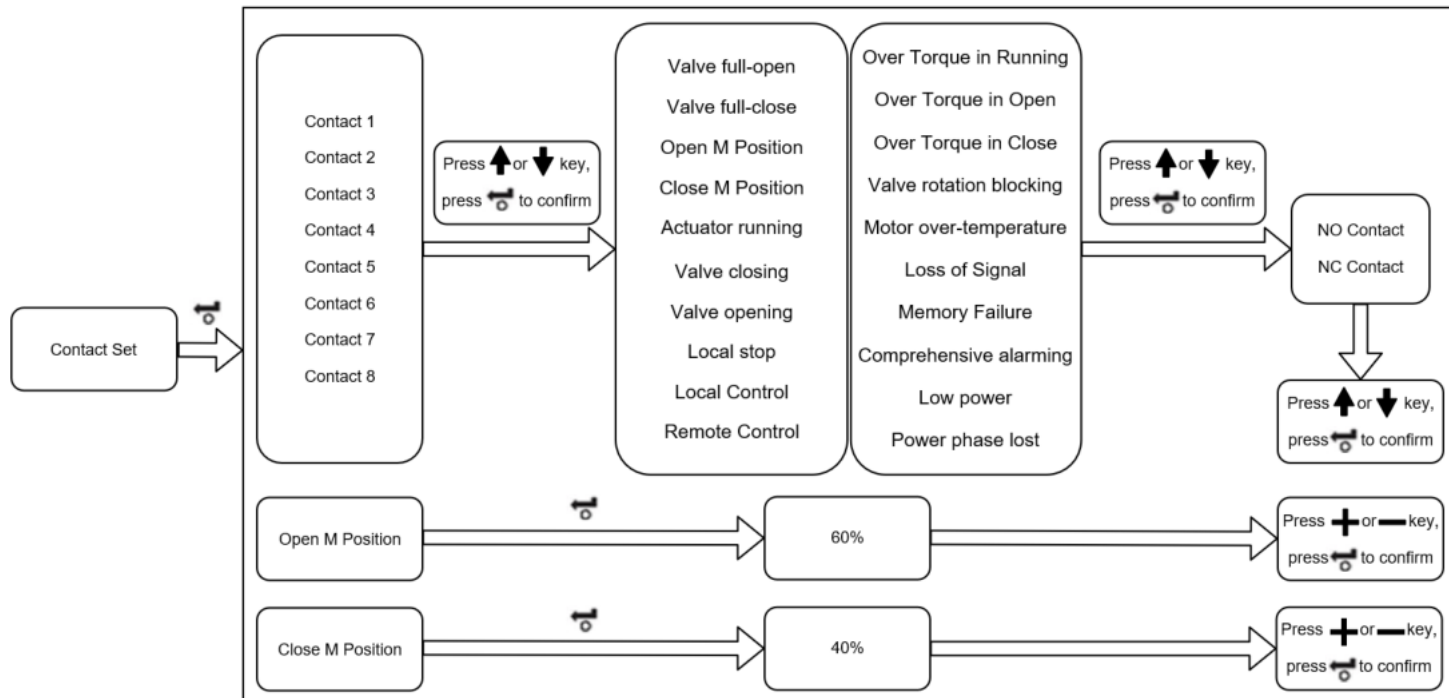 Contact Set
Contact 1
Contact 2
Contact 3
Contact 4
Contact 5
Contact 6
Contact 7
Contact 8
Press or key,
press to confirm
Valve full-open
Valve full-close
Open M Position
Close M Position
Actuator running
Valve closing
Valve opening
Local stop
Local Control
Remote Control
Over Torque in Running
Over Torque in Open
Over Torque in Close
Valve rotation blocking
Motor over-temperature
Loss of Signal
Memory Failure
Comprehensive alarming
Low power
Power phase lost
Press or key,
press to confirm
NO Contact
NC Contact
Press or key,
press to confirm
Open M Position
60%
Press + or — key,
press to confirm
Close M Position
40%
Press + or — key,
press to confirm